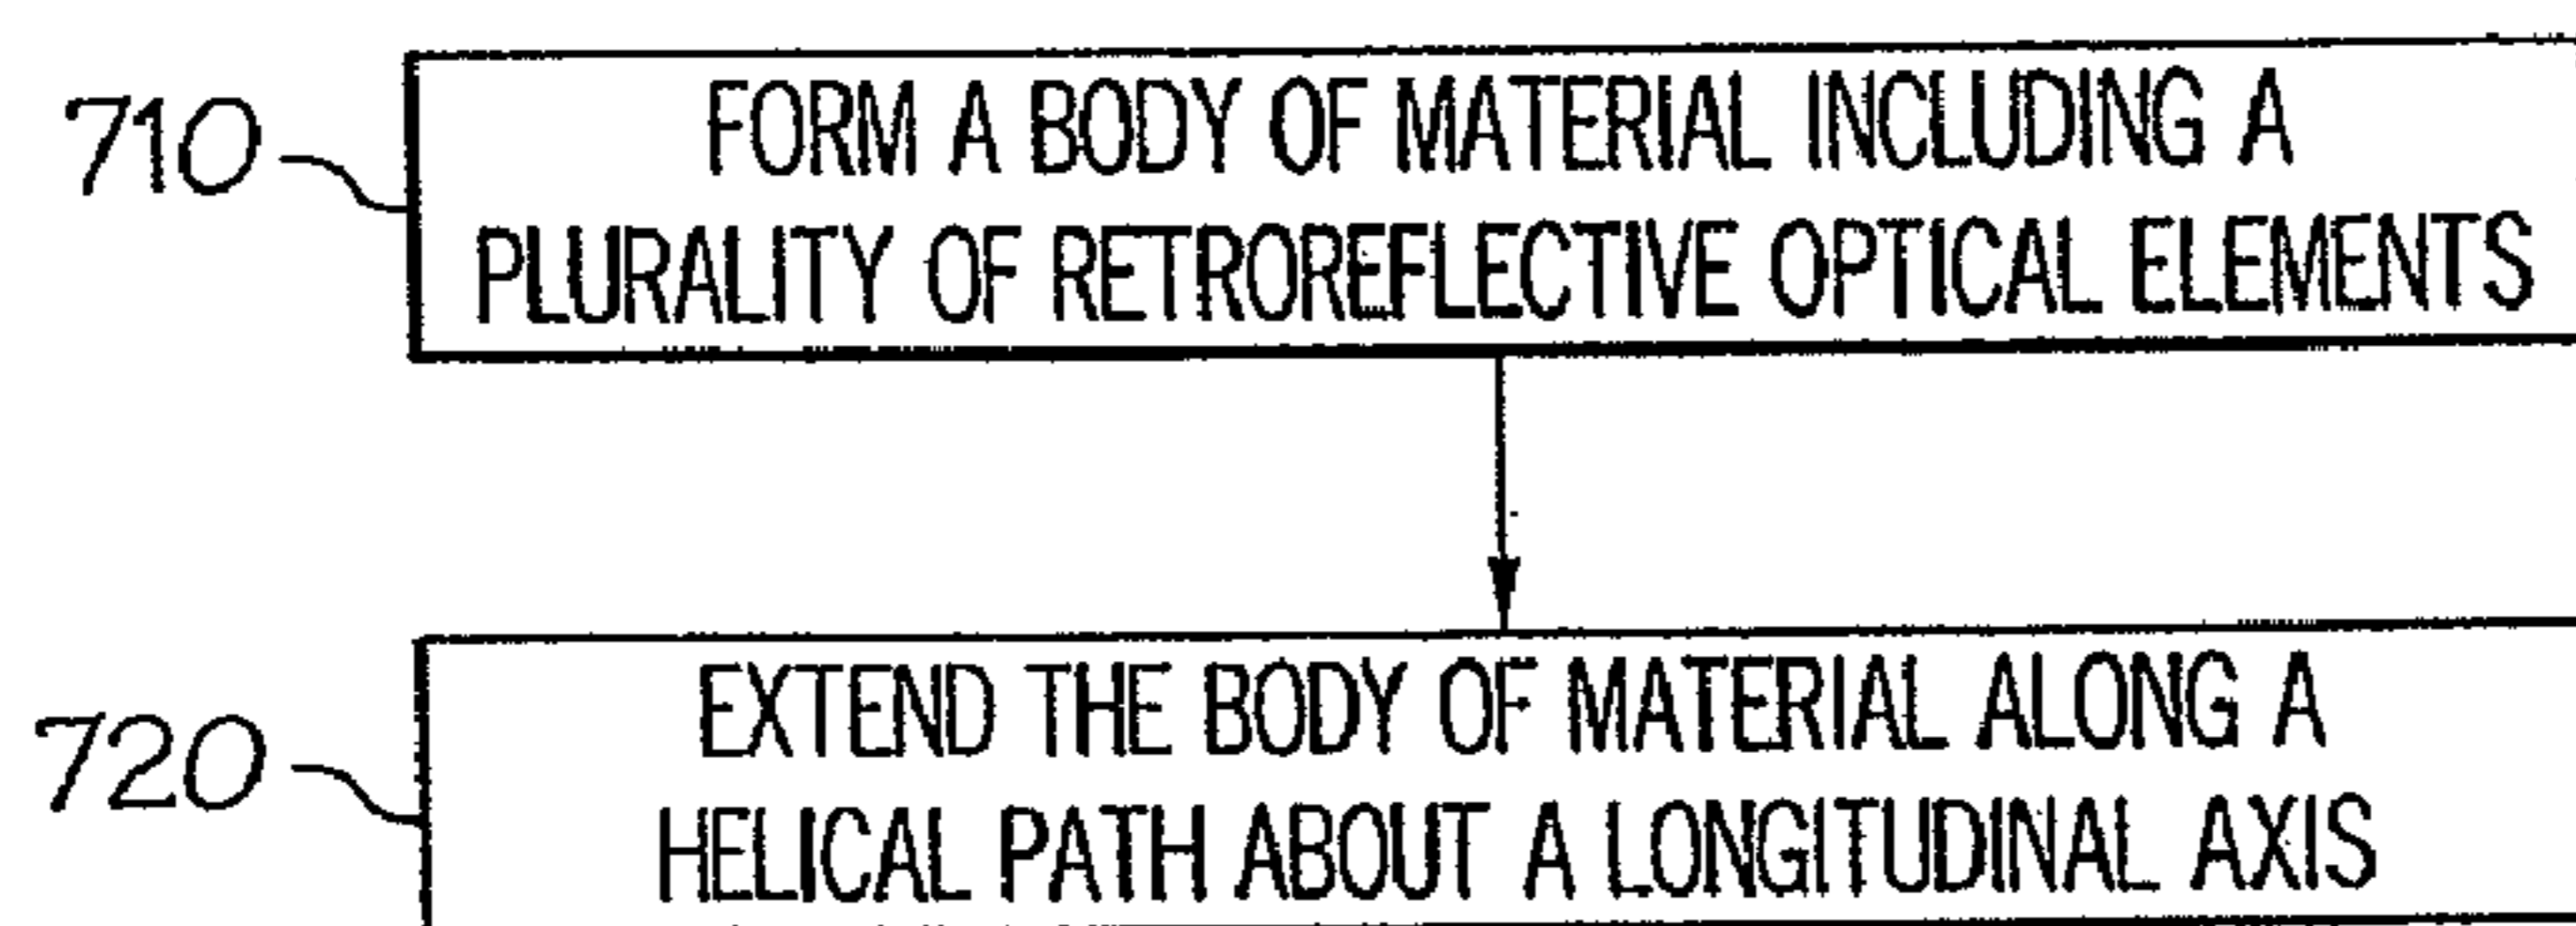 710
FORM A BODY OF MATERIAL INCLUDING A
PLURALITY OF RETROREFLECTIVE OPTICAL ELEMENTS
720
EXTEND THE BODY OF MATERIAL ALONG A
HELICAL PATH ABOUT A LONGITUDINAL AXIS